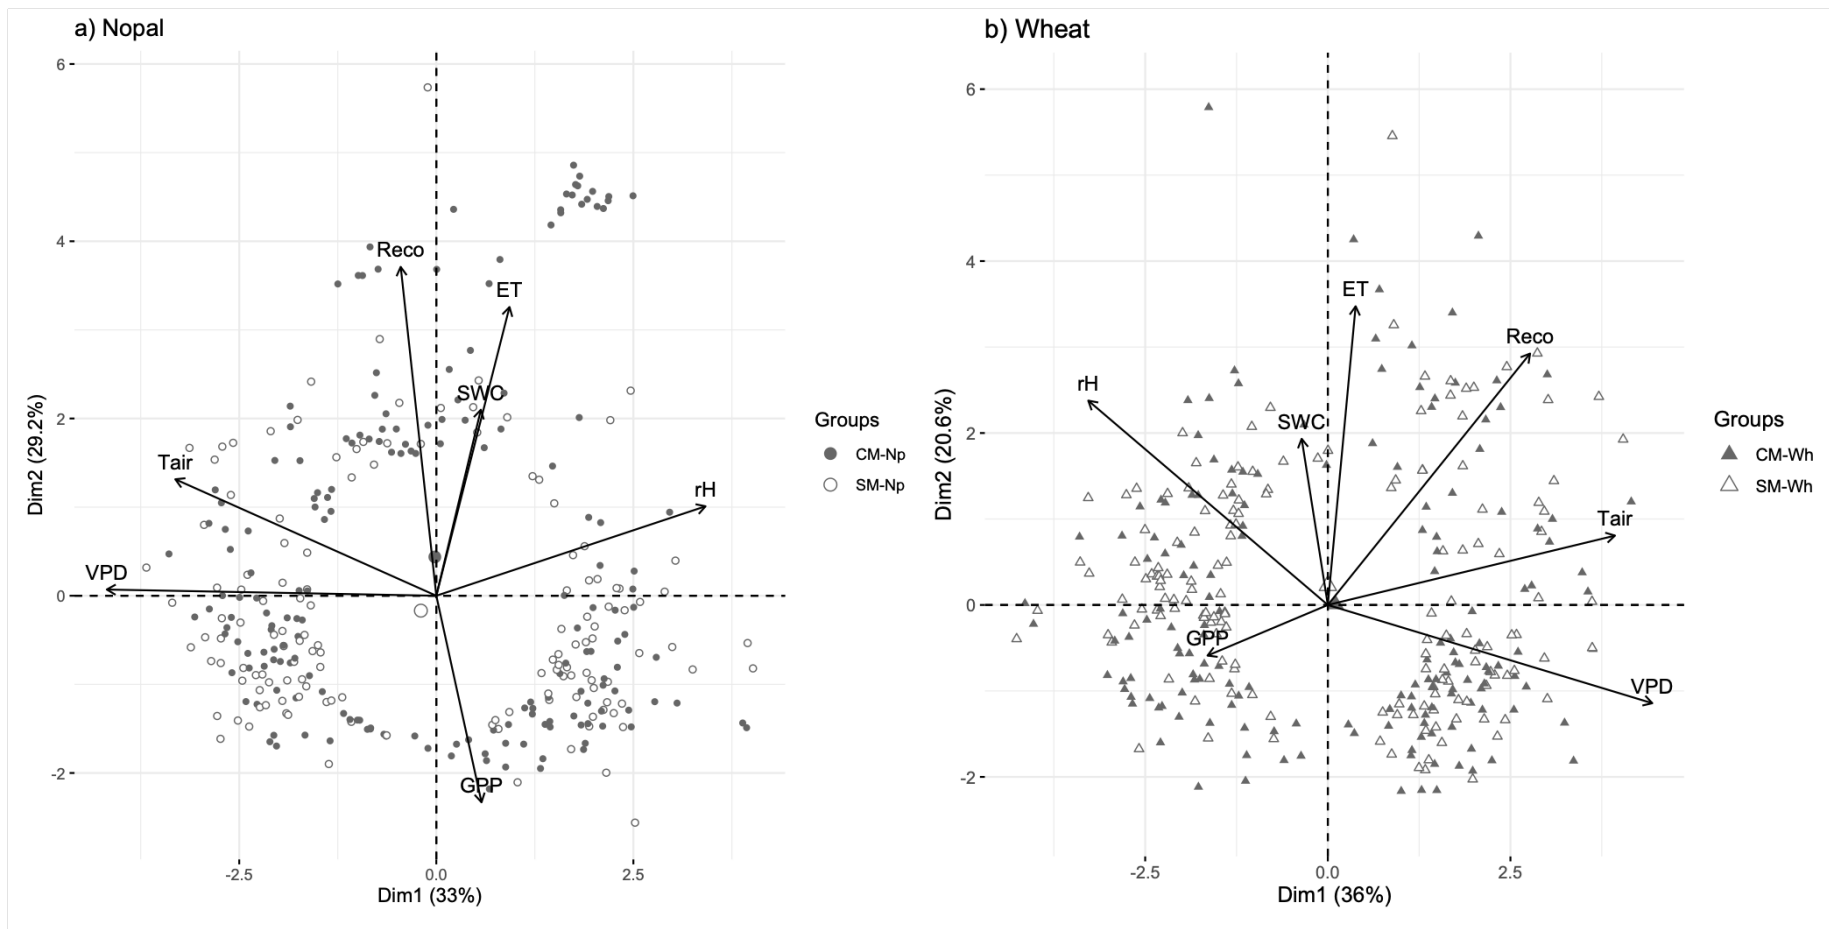 a) Nopal
6
4
2
0
-2
Dim2 (29.2%)
Reco
ET
SWC
Tair
rH
VPD
GPP
-2.5
0.0
2.5
Dim1 (33%)
Groups
CM-Np
SM-Np
b) Wheat
6
4
2
0
-2
Dim2 (20.6%)
ET
Reco
rH
SWC
Tair
GPP
VPD
-2.5
0.0
2.5
Dim1 (36%)
Groups
CM-Wh
SM-Wh